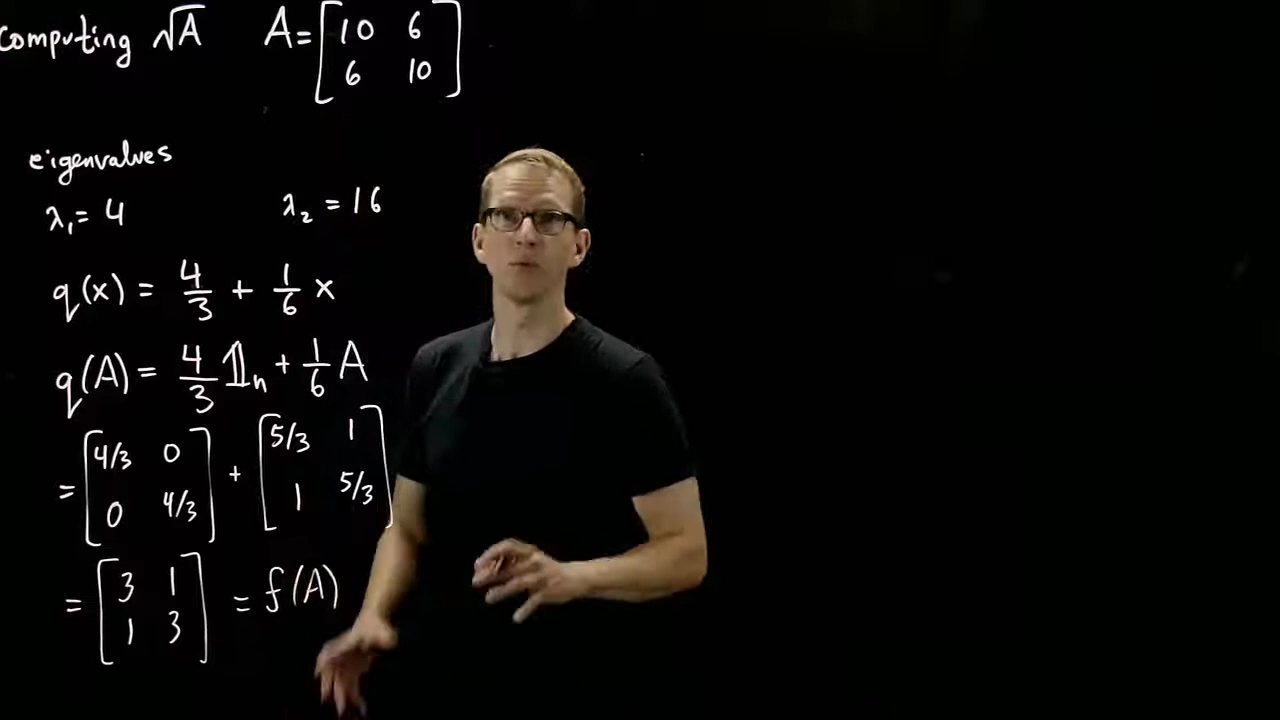 Computing √A A = [10 6
6 10]
eigenvalues
λ₁ = 4 λ₂ = 16
q(x) = 4/3 + 1/6 x
q(A) = 4/3 𝟙ₙ + 1/6 A
= [4/3 0
0 4/3] + [5/3 1
1 5/3]
= [3 1
1 3] = f(A)